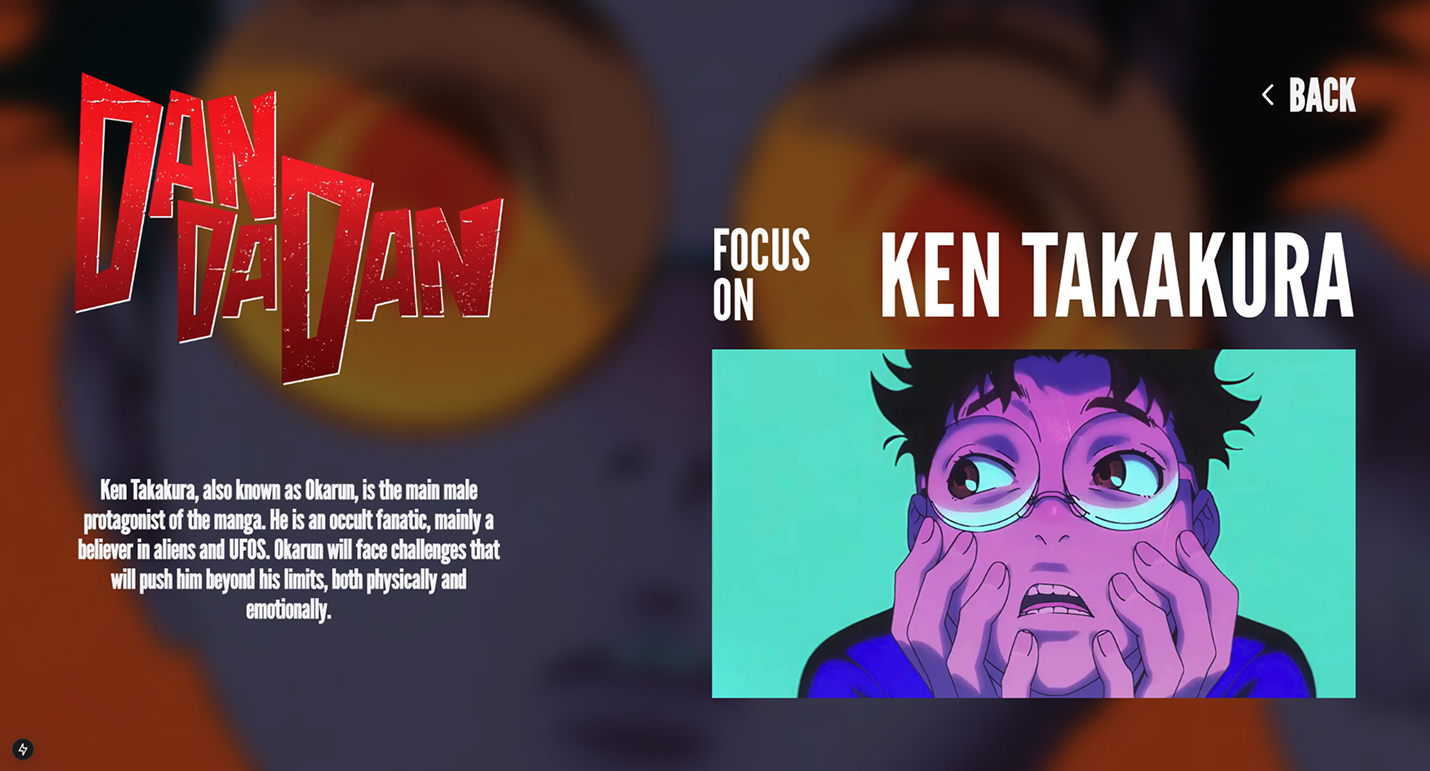 DAN
DA DAN
BACK
FOCUS
ON
KEN TAKAKURA
Ken Takakura, also known as Okarun, is the main male
protagonist of the manga. He is an occult fanatic, mainly a
believer in aliens and UFOS. Okarun will face challenges that
will push him beyond his limits, both physically and
emotionally.